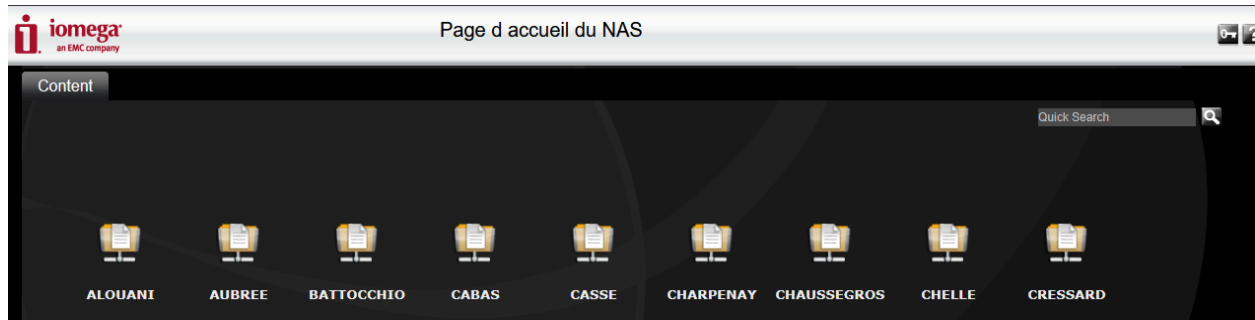 iomega
an EMC company
Page d accueil du NAS
?
Content
Quick Search
ALOUANI AUBREE BATTOCCHIO CABAS CASSE CHARPENAY CHAUSSEGROS CHELLE CRESSARD